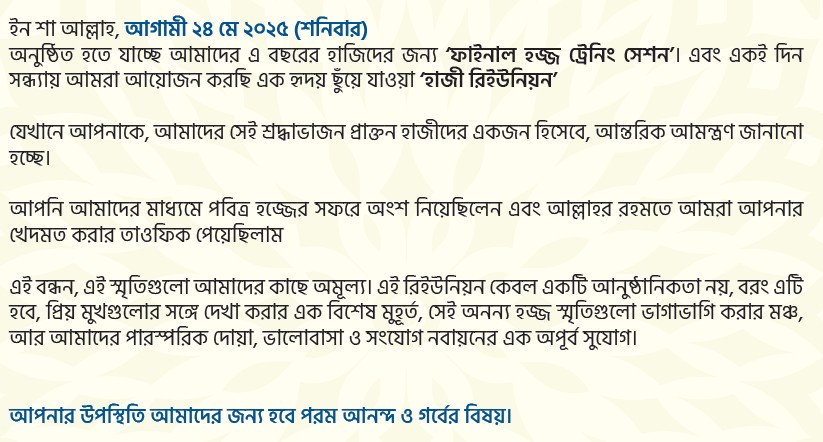 ইন শা আল্লাহ, আগামী ২৪ মে ২০২৫ (শনিবার)
অনুষ্ঠিত হতে যাচ্ছে আমাদের এ বছরের হাজিদের জন্য ‘ফাইনাল হজ্জ ট্রেনিং সেশন’। এবং একই দিন
সন্ধ্যায় আমরা আয়োজন করছি এক হৃদয় ছুঁয়ে যাওয়া ‘হাজী রিইউনিয়ন’
যেখানে আপনাকে, আমাদের সেই শ্রদ্ধাভাজন প্রাক্তন হাজীদের একজন হিসেবে, আন্তরিক আমন্ত্রণ জানানো
হচ্ছে।
আপনি আমাদের মাধ্যমে পবিত্র হজ্জের সফরে অংশ নিয়েছিলেন এবং আল্লাহর রহমতে আমরা আপনার
খেদমত করার তাওফিক পেয়েছিলাম
এই বন্ধন, এই স্মৃতিগুলো আমাদের কাছে অমূল্য। এই রিইউনিয়ন কেবল একটি আনুষ্ঠানিকতা নয়, বরং এটি
হবে, প্রিয় মুখগুলোর সঙ্গে দেখা করার এক বিশেষ মুহূর্ত, সেই অনন্য হজ্জ স্মৃতিগুলো ভাগাভাগি করার মঞ্চ,
আর আমাদের পারস্পরিক দোয়া, ভালোবাসা ও সংযোগ নবায়নের এক অপূর্ব সুযোগ।
আপনার উপস্থিতি আমাদের জন্য হবে পরম আনন্দ ও গর্বের বিষয়।